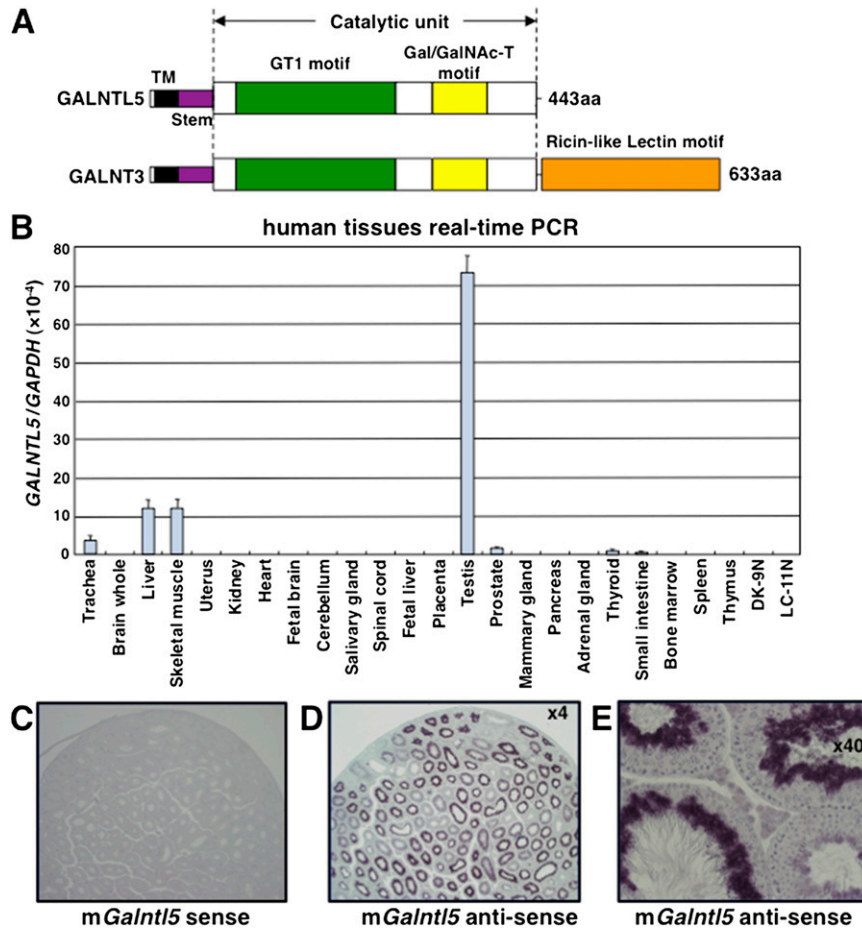 A
Catalytic unit
GT1 motif
Gal/GalNAc-T
motif
TM
GALNTL5
443aa
Stem
Ricin-like Lectin motif
GALNT3
633aa
B
human tissues real-time PCR
GALNTL5/GAPDH (×10⁻⁴)
80
70
60
50
40
30
20
10
0
Trachea
Brain whole
Liver
Skeletal muscle
Uterus
Kidney
Heart
Fetal brain
Cerebellum
Salivary gland
Spinal cord
Fetal liver
Placenta
Testis
Prostate
Mammary gland
Pancreas
Adrenal gland
Thyroid
Small intestine
Bone marrow
Spleen
Thymus
DK-9N
LC-11N
C
mGalntl5 sense
D
x4
mGalntl5 anti-sense
E
x40
mGalntl5 anti-sense